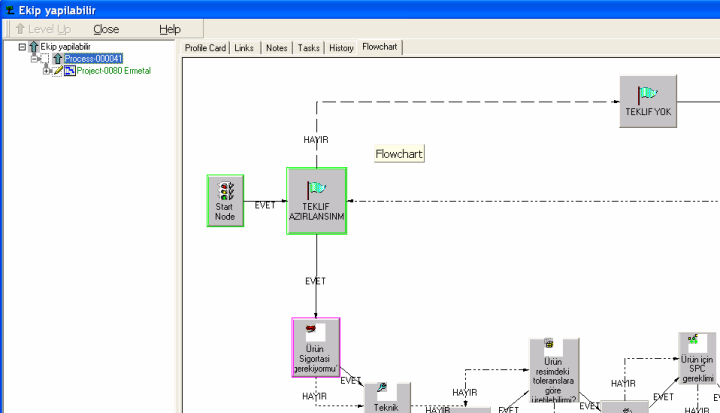 Ekip yapilabilir
Level Up Close Help
Ekip yapilabilir
Process-000041
Project-0080 Ermetal
Profile Card Links Notes Tasks History Flowchart
TEKLIF YOK
HAYIR
Flowchart
Start
Node
EVET
TEKLIF
AZIRLANSINM
EVET
Ürün
Sigortasi
gerekiyormu'
EVET
HAYIR
Teknik
HAYIR
EVET
Ürün
resimdeki
toleranslara
göre
üretilebilirmi?
EVET
HAYIR
EVET
Ürün için
SPC
gereklimi
HAYIR